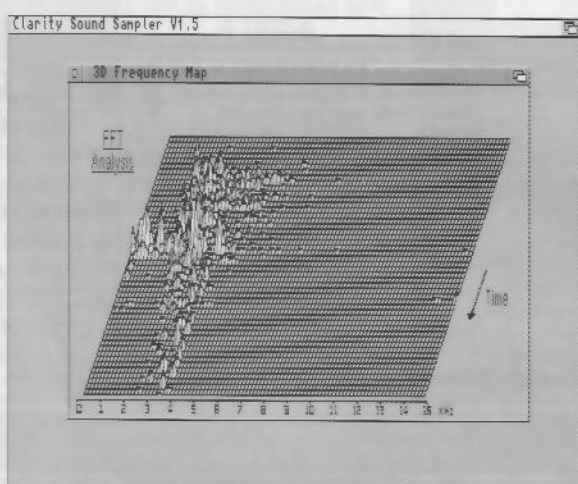 Clarity Sound Sampler V1.5
3D Frequency Map
FFT
Analysis
Time
0 1 2 3 4 5 6 7 8 9 10 11 12 13 14 15 KHz